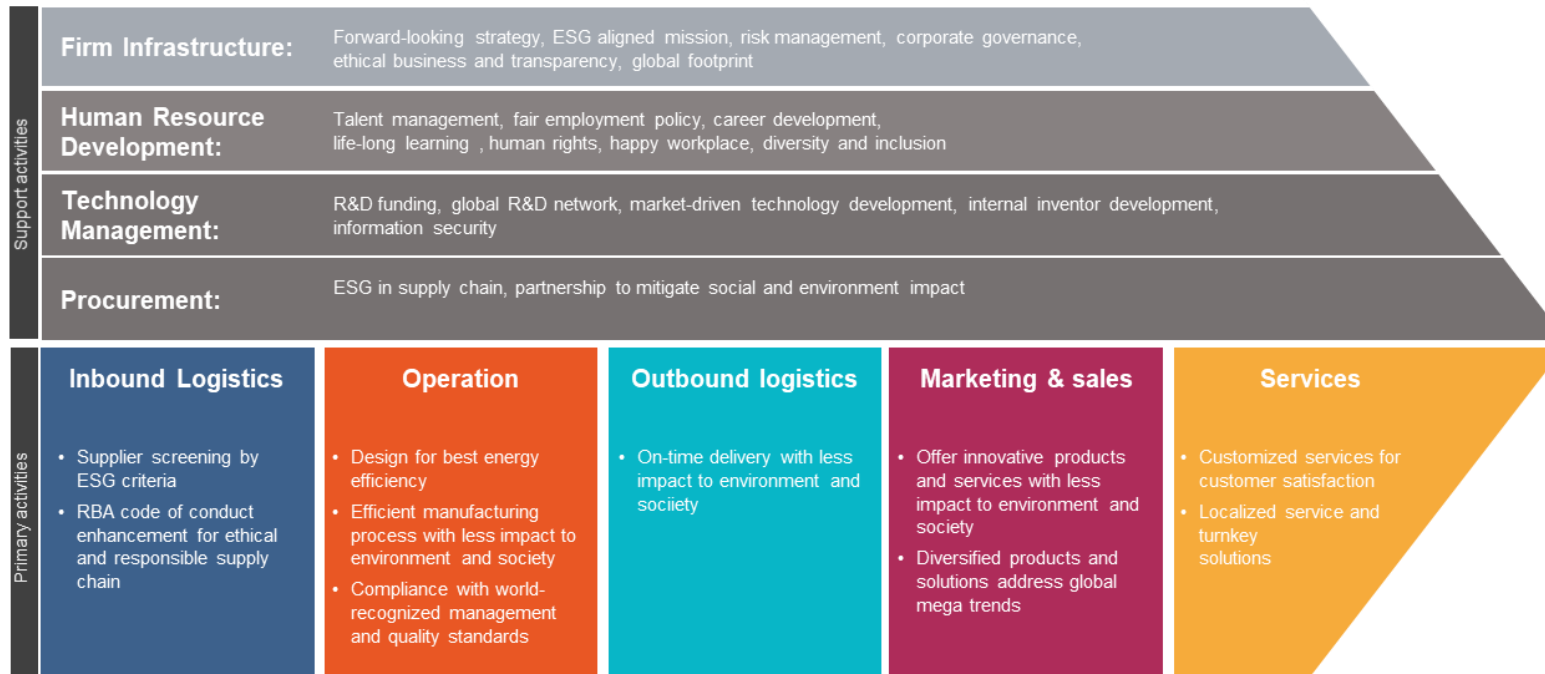 Support activities
Firm Infrastructure:
Forward-looking strategy, ESG aligned mission, risk management, corporate governance,
ethical business and transparency, global footprint
Human Resource
Development:
Talent management, fair employment policy, career development,
life-long learning , human rights, happy workplace, diversity and inclusion
Technology
Management:
R&D funding, global R&D network, market-driven technology development, internal inventor development,
information security
Procurement:
ESG in supply chain, partnership to mitigate social and environment impact
Primary activities
Inbound Logistics
• Supplier screening by
ESG criteria
• RBA code of conduct
enhancement for ethical
and responsible supply
chain
Operation
• Design for best energy
efficiency
• Efficient manufacturing
process with less impact to
environment and society
• Compliance with world-
recognized management
and quality standards
Outbound logistics
• On-time delivery with less
impact to environment and
sociiety
Marketing & sales
• Offer innovative products
and services with less
impact to environment and
society
• Diversified products and
solutions address global
mega trends
Services
• Customized services for
customer satisfaction
• Localized service and
turnkey
solutions